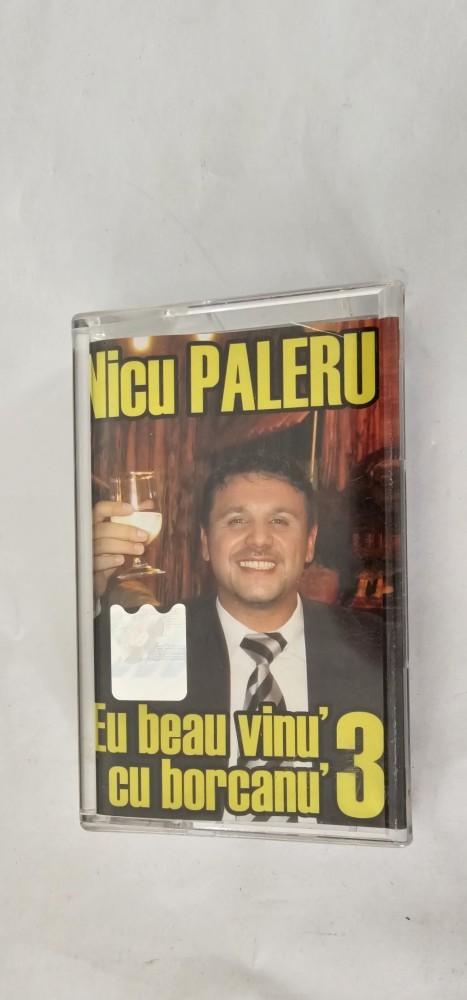 Nicu PALERU
Eu beau vinu' 3
cu borcanu'